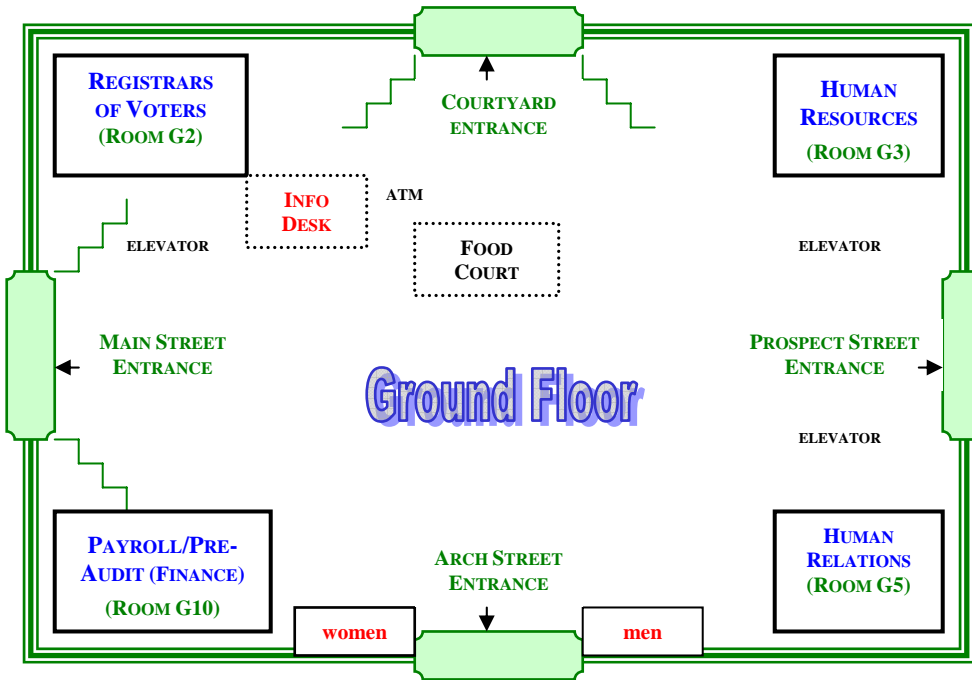 REGISTRARS
OF VOTERS
(ROOM G2)
COURTYARD
ENTRANCE
HUMAN
RESOURCES
(ROOM G3)
INFO
DESK
ATM
FOOD
COURT
ELEVATOR
ELEVATOR
MAIN STREET
ENTRANCE
PROSPECT STREET
ENTRANCE
Ground Floor
ELEVATOR
PAYROLL/PRE-
AUDIT (FINANCE)
(ROOM G10)
ARCH STREET
ENTRANCE
HUMAN
RELATIONS
(ROOM G5)
women
men